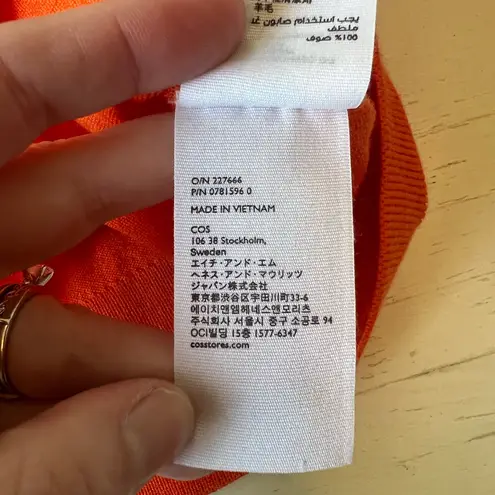 羊毛
يجب استخدام صابون غير
ملطف
100% صوف
O/N 227666
P/N 0781596 0
MADE IN VIETNAM
COS
106 38 Stockholm,
Sweden
エイチ・アンド・エム
ヘネス・アンド・マウリッツ
ジャパン株式会社
東京都渋谷区宇田川町33-6
에이치앤엠헤네스앤모리츠
주식회사 서울시 중구 소공로 94
OCI빌딩 15층 1577-6347
cosstores.com